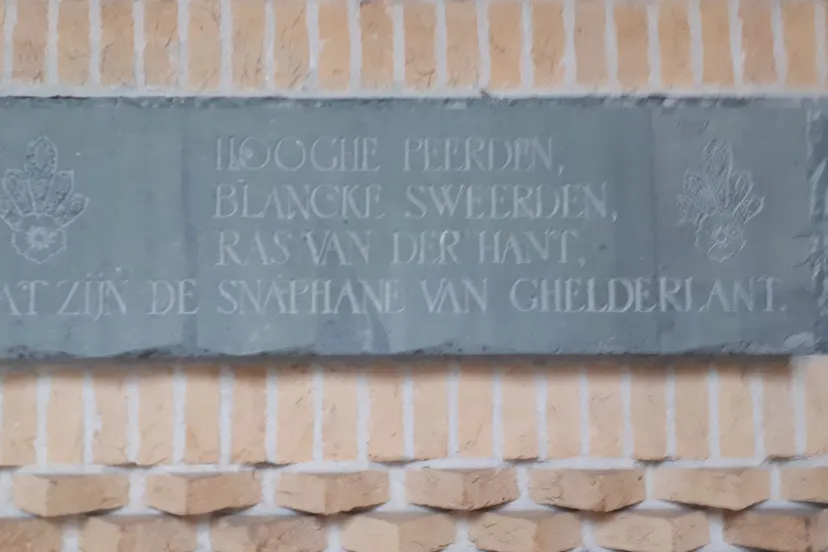 HOOGHE PEERDEN;
BLANCKE SWEERDEN,
RAS VAN DER HANT,
AT ZIJN DE SNAPHANE VAN GHELDERLANT.